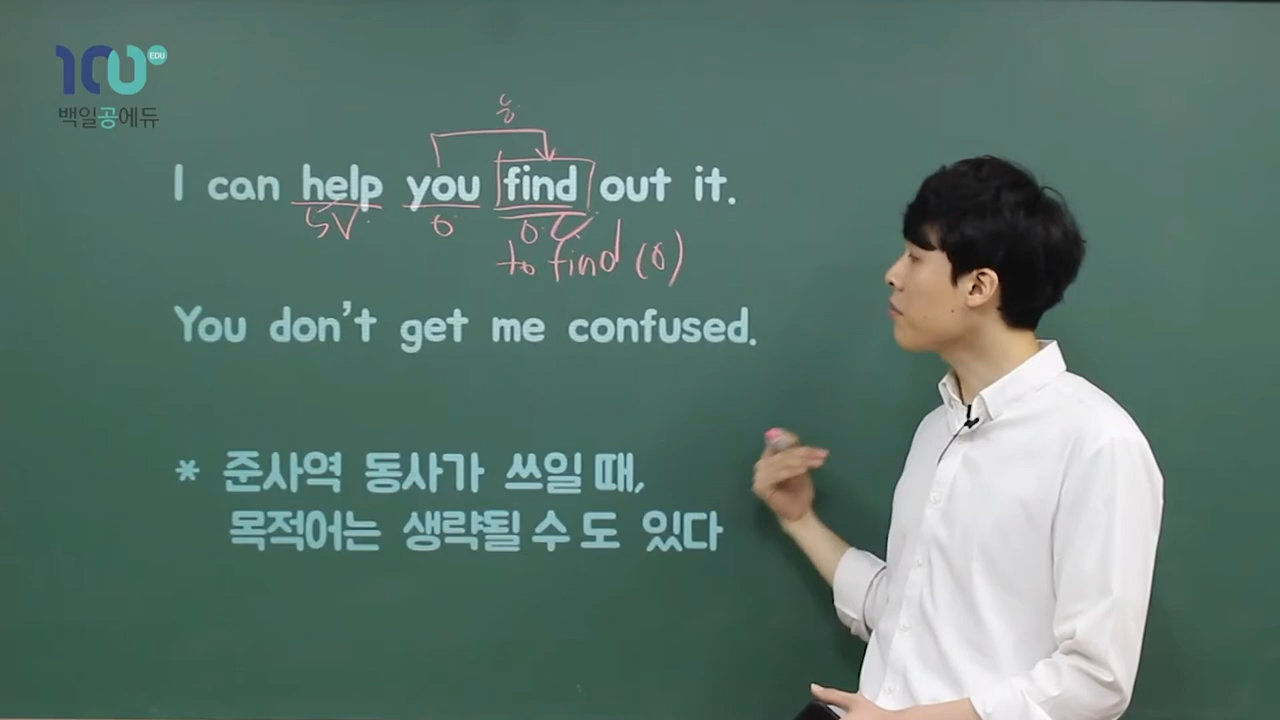 100 EDU
백일공에듀
능
I can help you find out it.
5V O O.C
to find (O)
You don't get me confused.
* 준사역 동사가 쓰일 때,
목적어는 생략될 수 도 있다